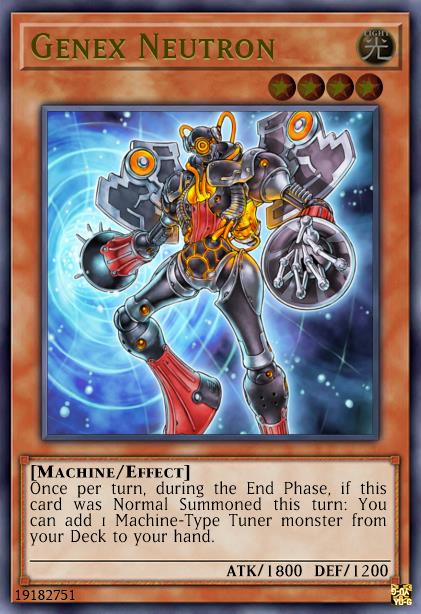 GENEX NEUTRON
LIGHT
光
[MACHINE/EFFECT]
Once per turn, during the End Phase, if this
card was Normal Summoned this turn: You
can add 1 Machine-Type Tuner monster from
your Deck to your hand.
ATK/1800 DEF/1200
19182751